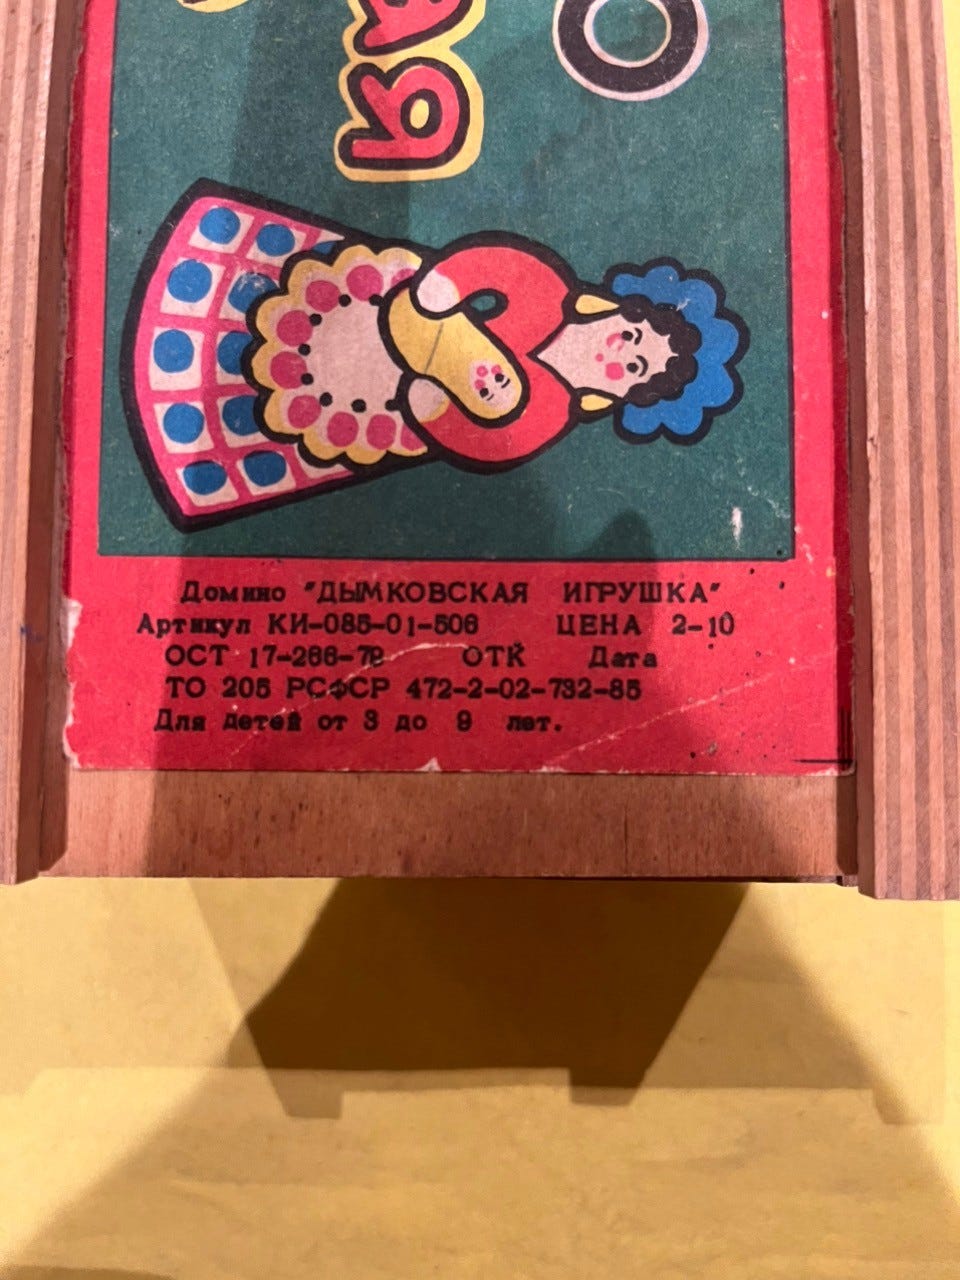 Домино "ДЫМКОВСКАЯ ИГРУШКА"
Артикул КИ-085-01-506 ЦЕНА 2-10
ОСТ 17-266-79 ОТК Дата
ТО 205 РСФСР 472-2-02-732-85
Для детей от 3 до 9 лет.